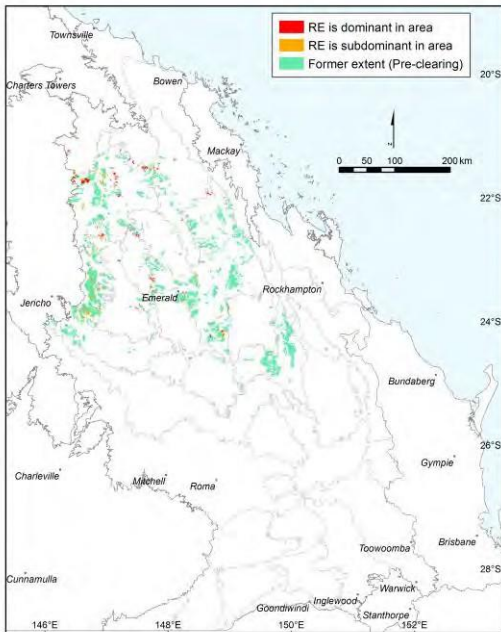 RE is dominant in area
RE is subdominant in area
Former extent (Pre-clearing)
Townsville
20°S
Bowen
Charters Towers
z
Mackay
0 50 100 200 km
22°S
Jericho
Emerald
Rockhampton
24°S
Bundaberg
26°S
Gympie
Charleville
Mitchell
Roma
Brisbane
Toowoomba
Cunnamulla
28°S
Warwick
Inglewood
Goondiwindi
Stanthorpe
146°E
148°E
150°E
152°E